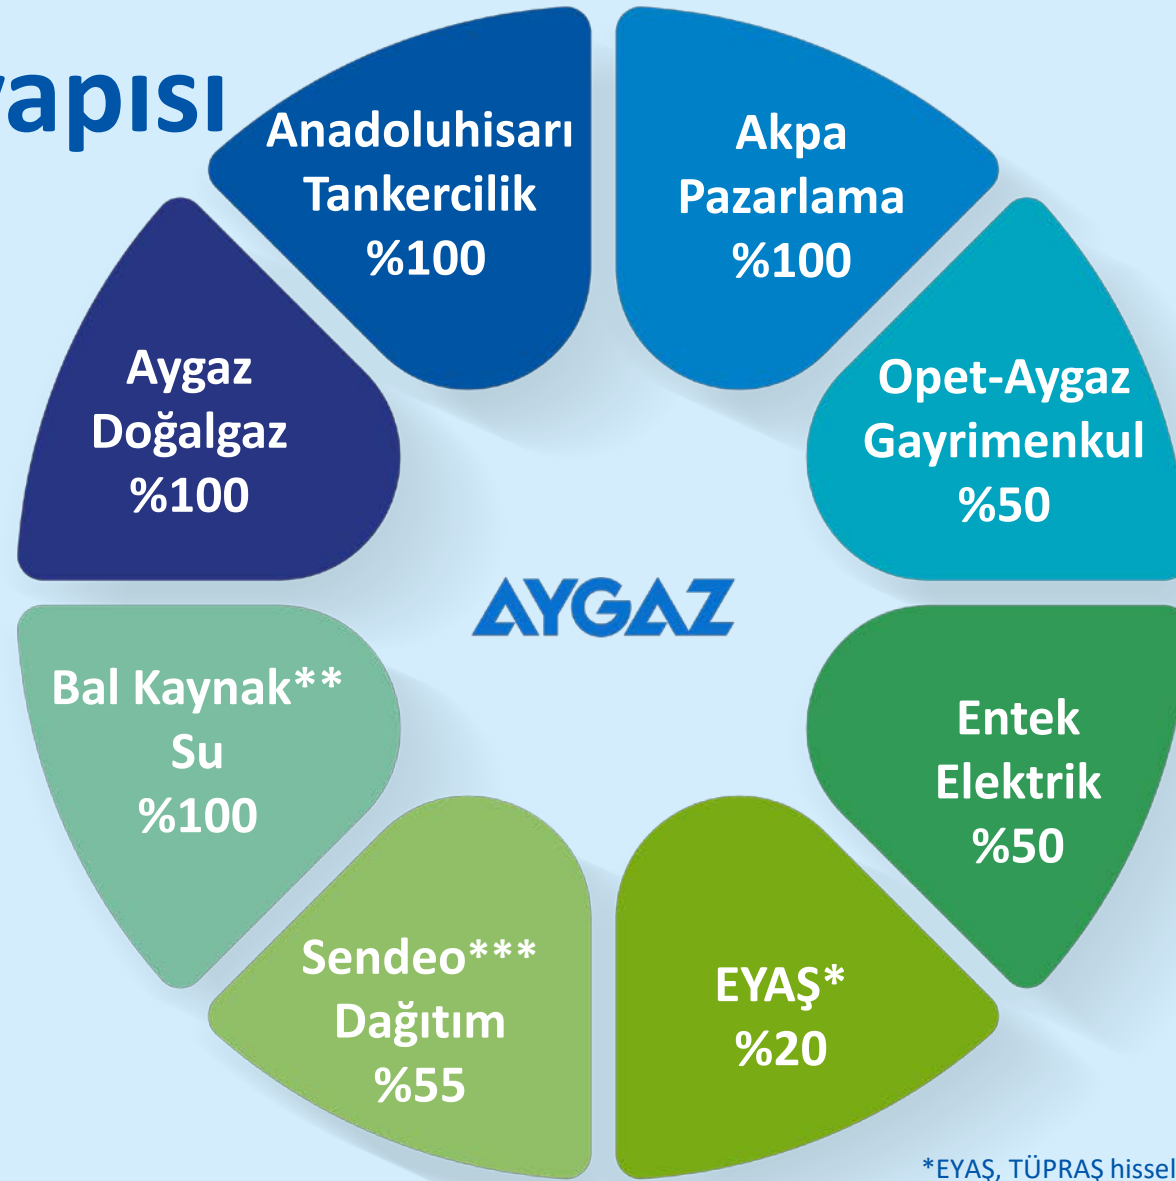 yapısı
Anadoluhisarı
Tankercilik
%100
Akpa
Pazarlama
%100
Aygaz
Doğalgaz
%100
Opet-Aygaz
Gayrimenkul
%50
AYGAZ
Bal Kaynak**
Su
%100
Entek
Elektrik
%50
Sendeo***
Dağıtım
%55
EYAŞ*
%20
*EYAŞ, TÜPRAŞ hissel